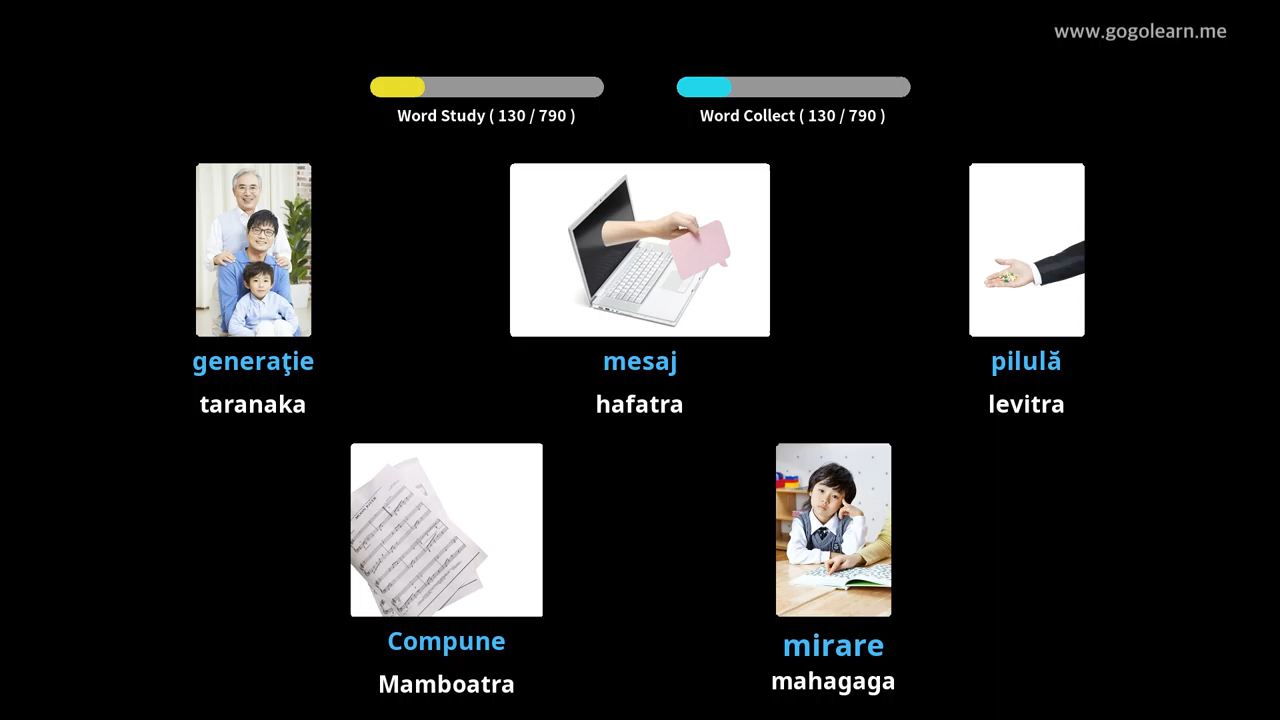 www.gogolearn.me
Word Study ( 130 / 790 )
Word Collect ( 130 / 790 )
generaţie
mesaj
pilulă
taranaka
hafatra
levitra
Compune
mirare
Mamboatra
mahagaga